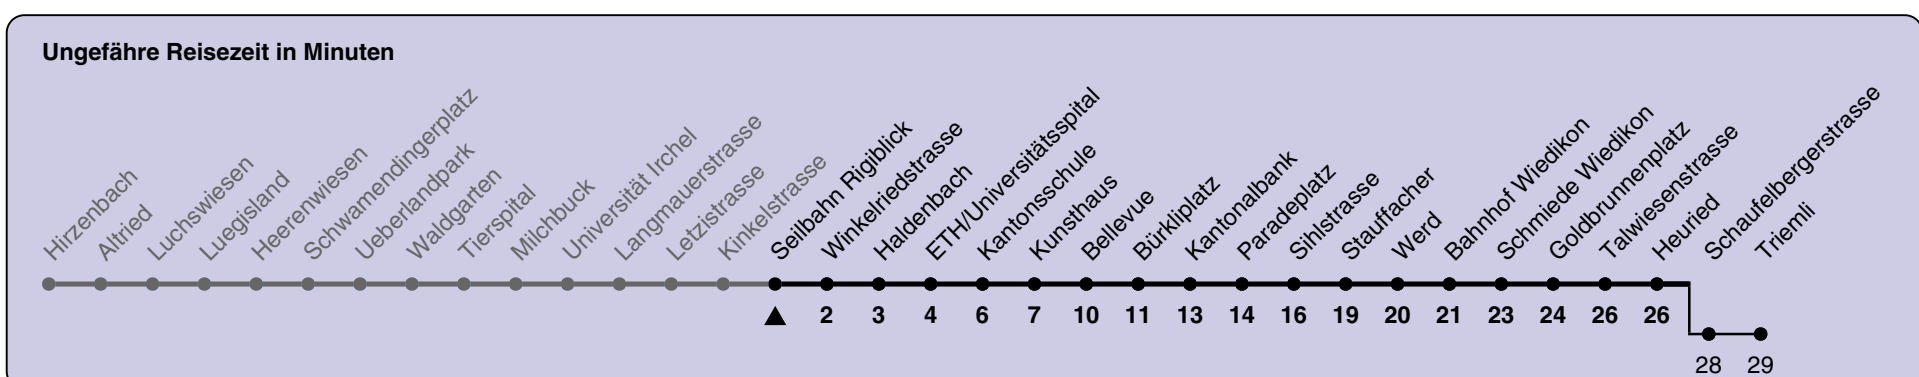 Ungefähre Reisezeit in Minuten
Hirzenbach
Altried
Luchswiesen
Luegisland
Heerenwiesen
Schwamendingerplatz
Ueberlandpark
Waldgarten
Tierspital
Milchbuck
Universität Irchel
Langmauerstrasse
Letzistrasse
Kinkelstrasse
Seilbahn Rigiblick
Winkelriedstrasse
Haldenbach
ETH/Universitätsspital
Kantonsschule
Kunsthaus
Bellevue
Bürkliplatz
Kantonalbank
Paradeplatz
Sihlstrasse
Stauffacher
Werd
Bahnhof Wiedikon
Schmiede Wiedikon
Goldbrunnenplatz
Talwiesenstrasse
Heuried
Schaufelbergerstrasse
Triemli
2 3 4 6 7 10 11 13 14 16 19 20 21 23 24 26 26
28 29